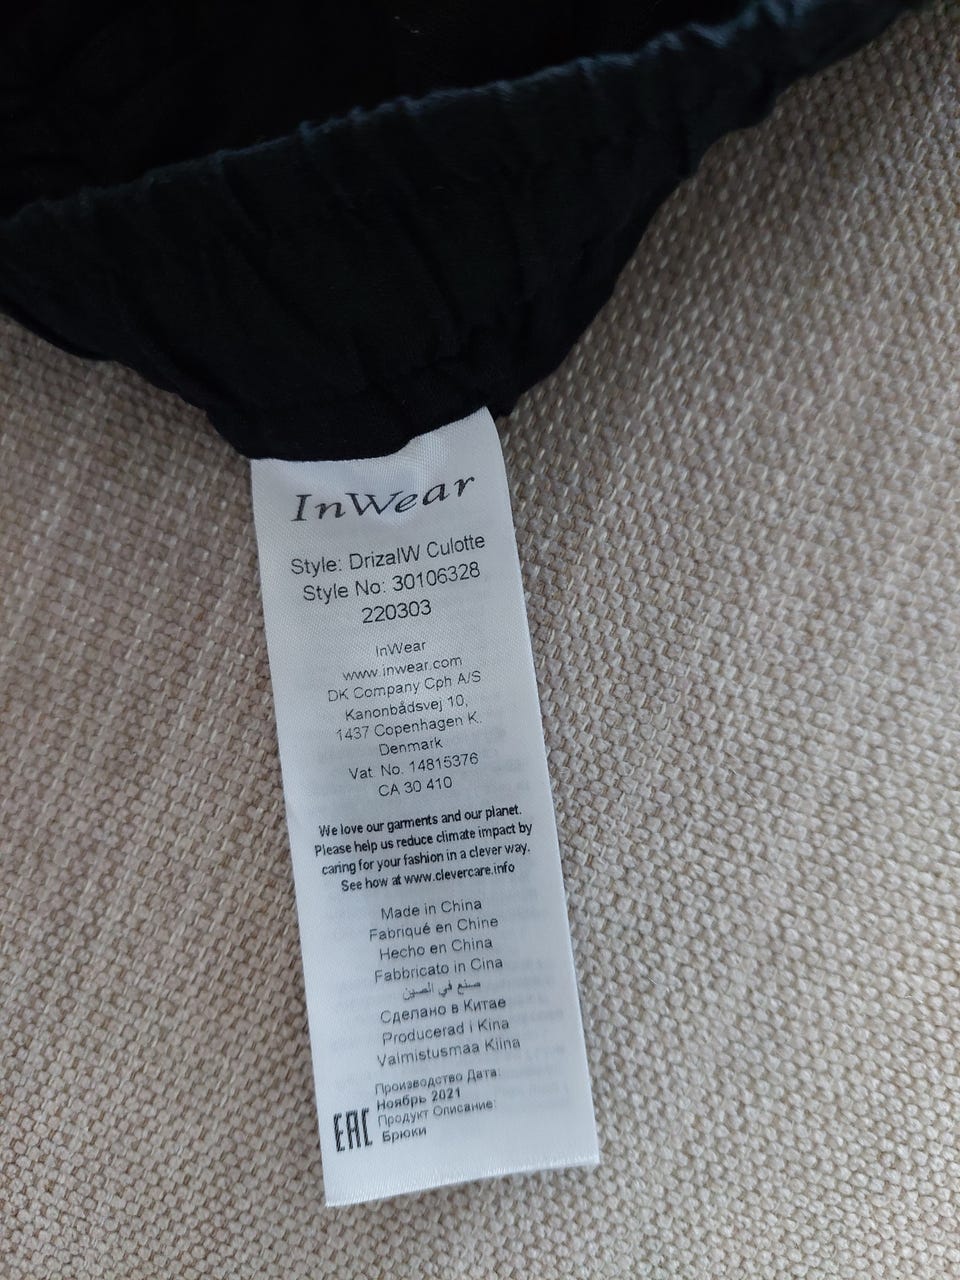 InWear
Style: DrizaIW Culotte
Style No: 30106328
220303
InWear
www.inwear.com
DK Company Cph A/S
Kanonbådsvej 10,
1437 Copenhagen K.
Denmark
Vat. No. 14815376
CA 30 410
We love our garments and our planet.
Please help us reduce climate impact by
caring for your fashion in a clever way.
See how at www.clevercare.info
Made in China
Fabriqué en Chine
Hecho en China
Fabbricato in Cina
صنع في الصين
Сделано в Китае
Producerad i Kina
Valmistusmaa Kiina
Производство Дата:
Ноябрь 2021
Продукт Описание:
Брюки
EAC